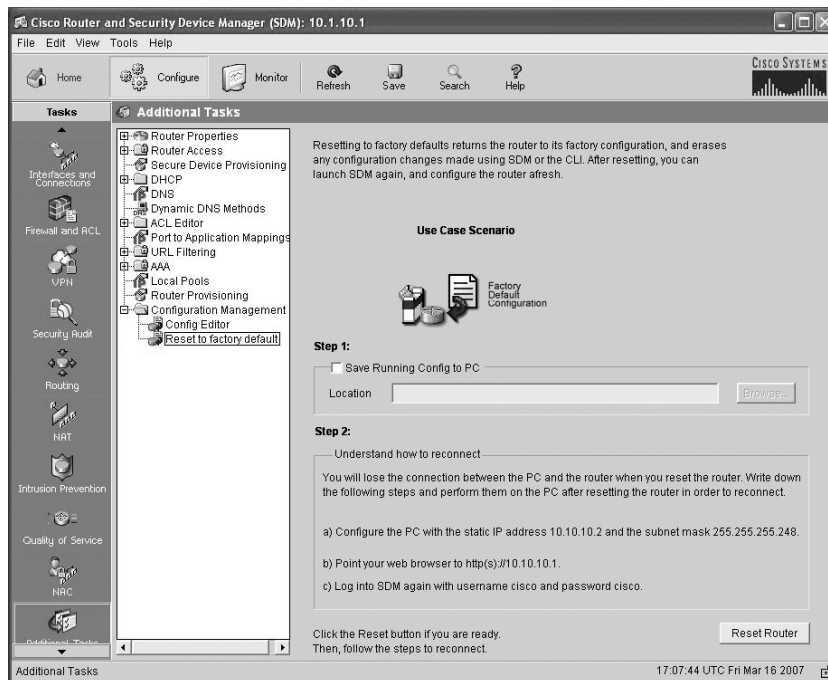 Cisco Router and Security Device Manager (SDM): 10.1.10.1
File Edit View Tools Help
Home Configure Monitor Refresh Save Search Help
CISCO SYSTEMS
Tasks
Additional Tasks
Interfaces and
Connections
Firewall and ACL
VPN
Security Audit
Routing
NAT
Intrusion Prevention
Quality of Service
NAC
Additional Tasks
Router Properties
Router Access
Secure Device Provisioning
DHCP
DNS
Dynamic DNS Methods
ACL Editor
Port to Application Mappings
URL Filtering
AAA
Local Pools
Router Provisioning
Configuration Management
Config Editor
Reset to factory default
Resetting to factory defaults returns the router to its factory configuration, and erases
any configuration changes made using SDM or the CLI. After resetting, you can
launch SDM again, and configure the router afresh.
Use Case Scenario
Factory
Default
Configuration
Step 1:
Save Running Config to PC
Location
Browse...
Step 2:
Understand how to reconnect
You will lose the connection between the PC and the router when you reset the router. Write down
the following steps and perform them on the PC after resetting the router in order to reconnect.
a) Configure the PC with the static IP address 10.10.10.2 and the subnet mask 255.255.255.248.
b) Point your web browser to http(s)://10.10.10.1.
c) Log into SDM again with username cisco and password cisco.
Click the Reset button if you are ready.
Then, follow the steps to reconnect.
Reset Router
Additional Tasks
17:07:44 UTC Fri Mar 16 2007